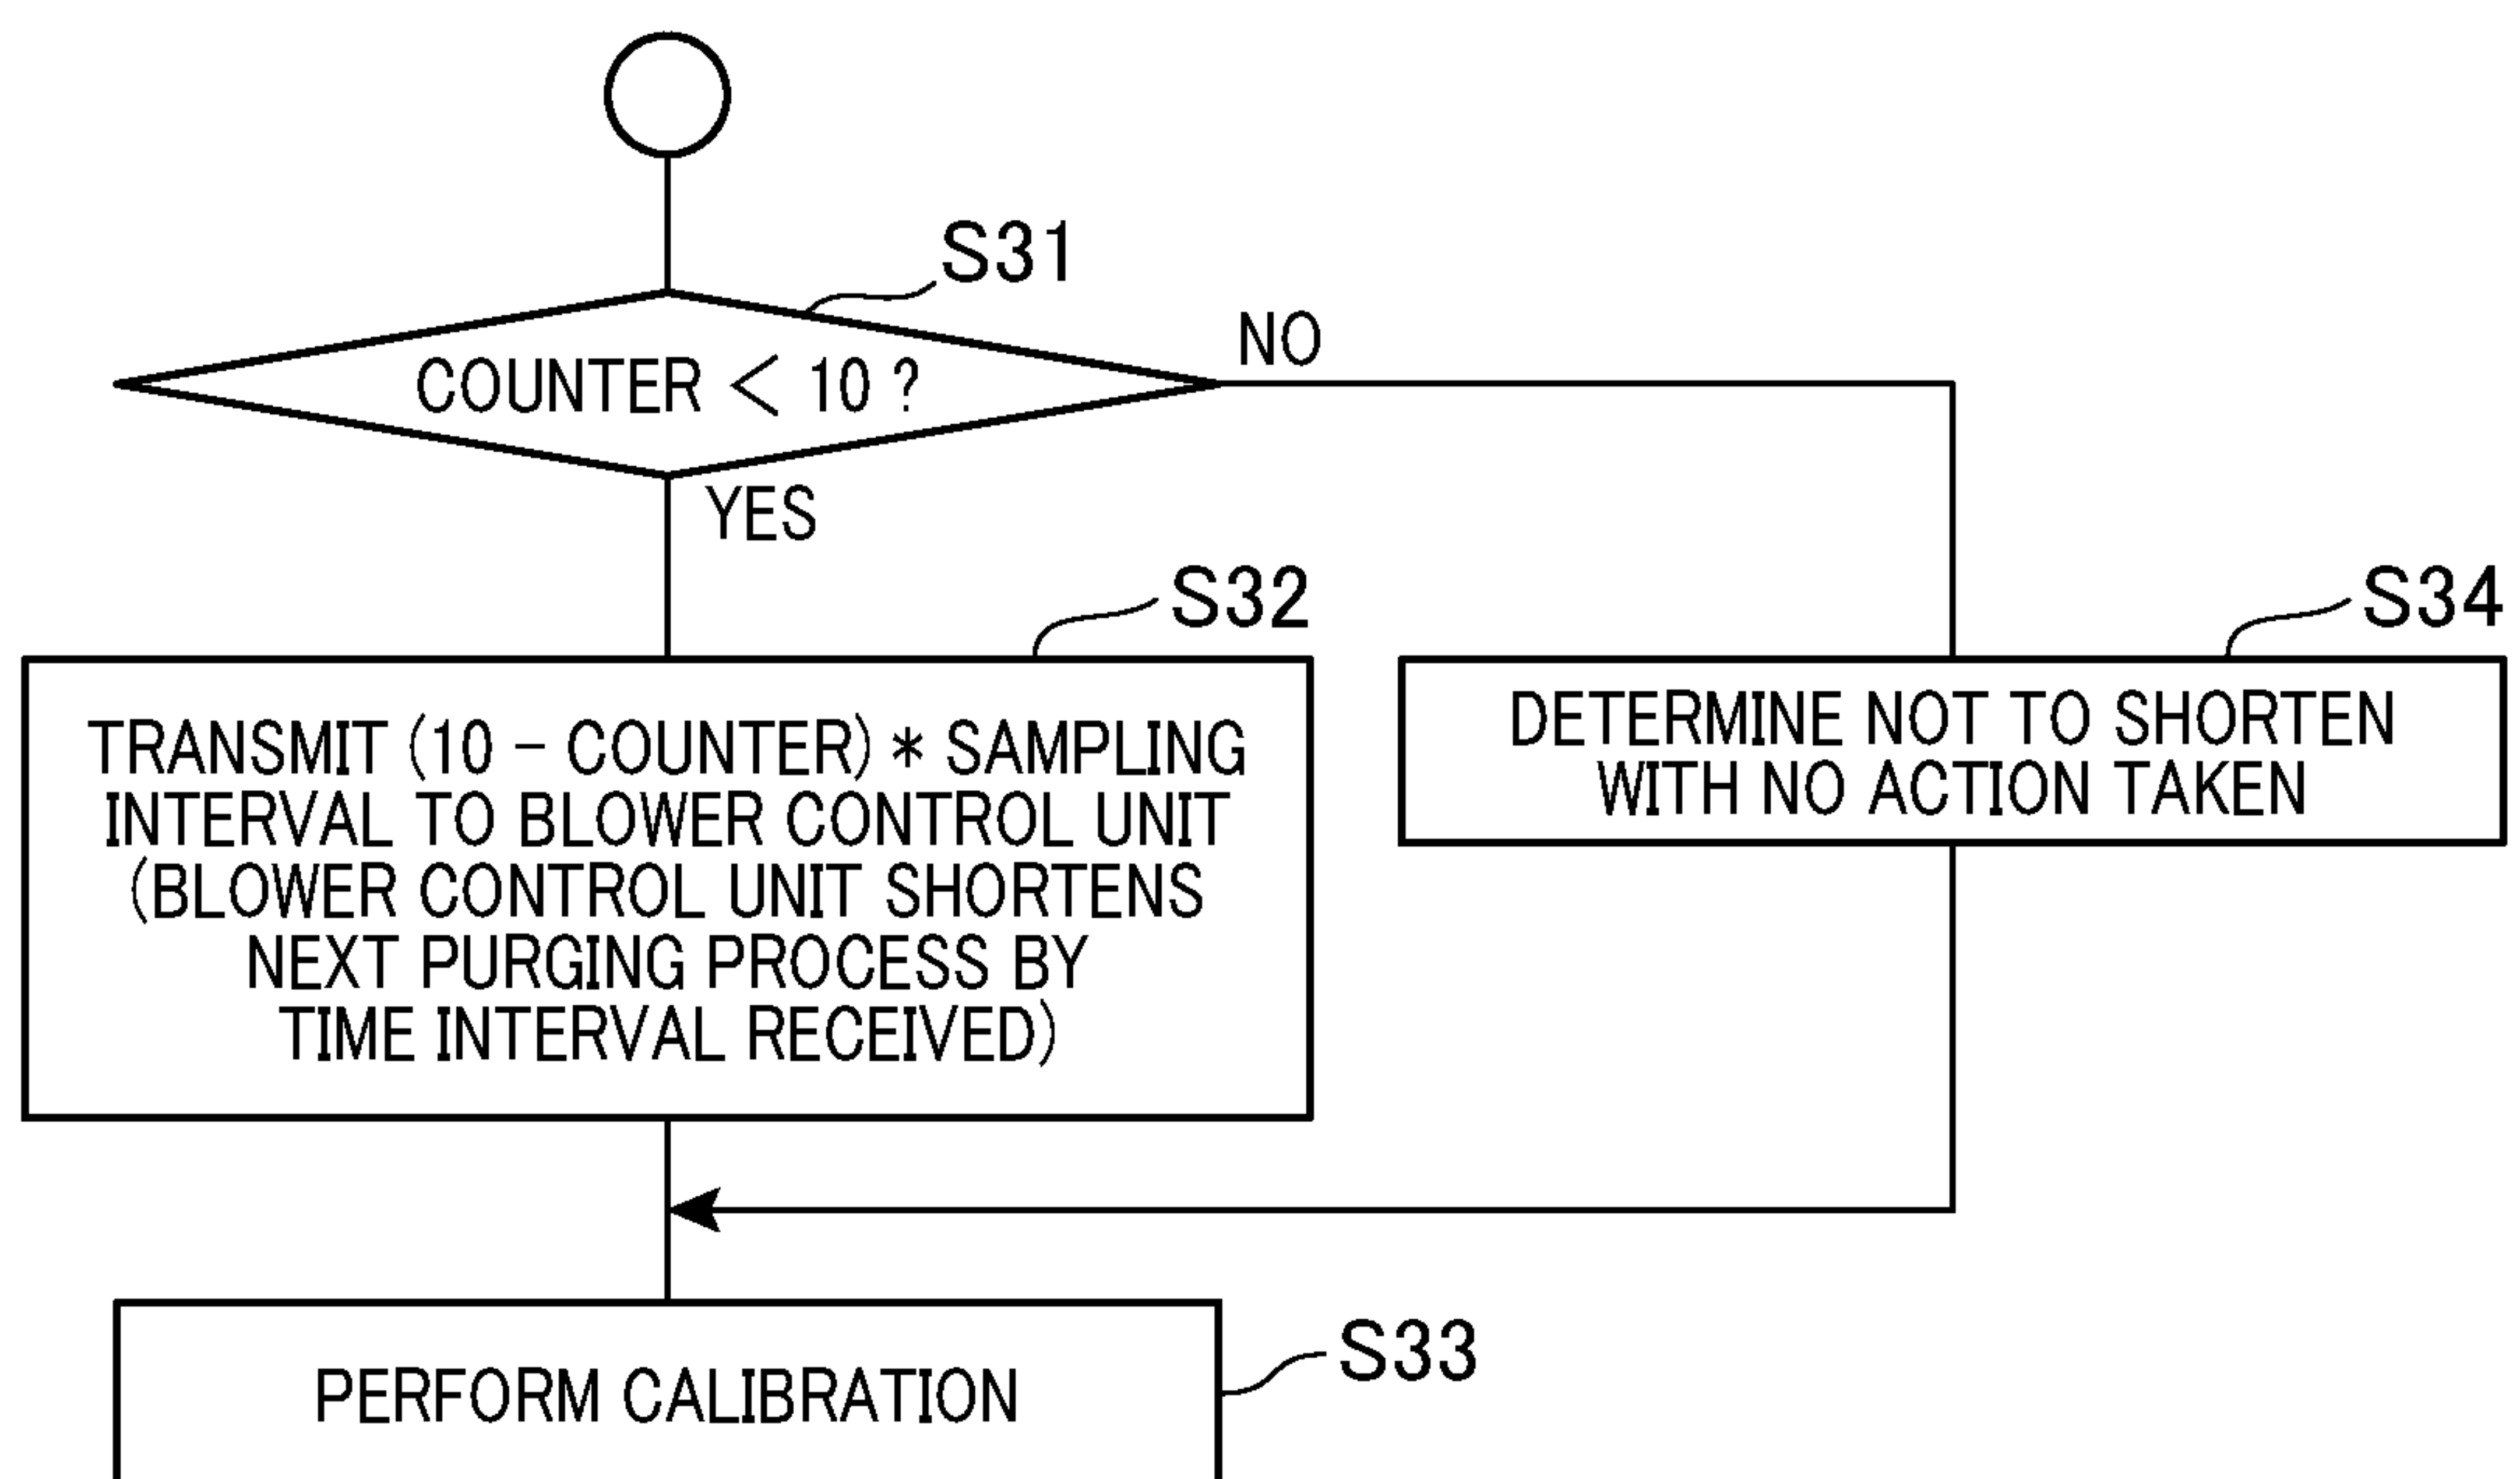 S31
COUNTER < 10 ?
NO
YES
S32
TRANSMIT (10 – COUNTER) * SAMPLING
INTERVAL TO BLOWER CONTROL UNIT
(BLOWER CONTROL UNIT SHORTENS
NEXT PURGING PROCESS BY
TIME INTERVAL RECEIVED)
S34
DETERMINE NOT TO SHORTEN
WITH NO ACTION TAKEN
S33
PERFORM CALIBRATION